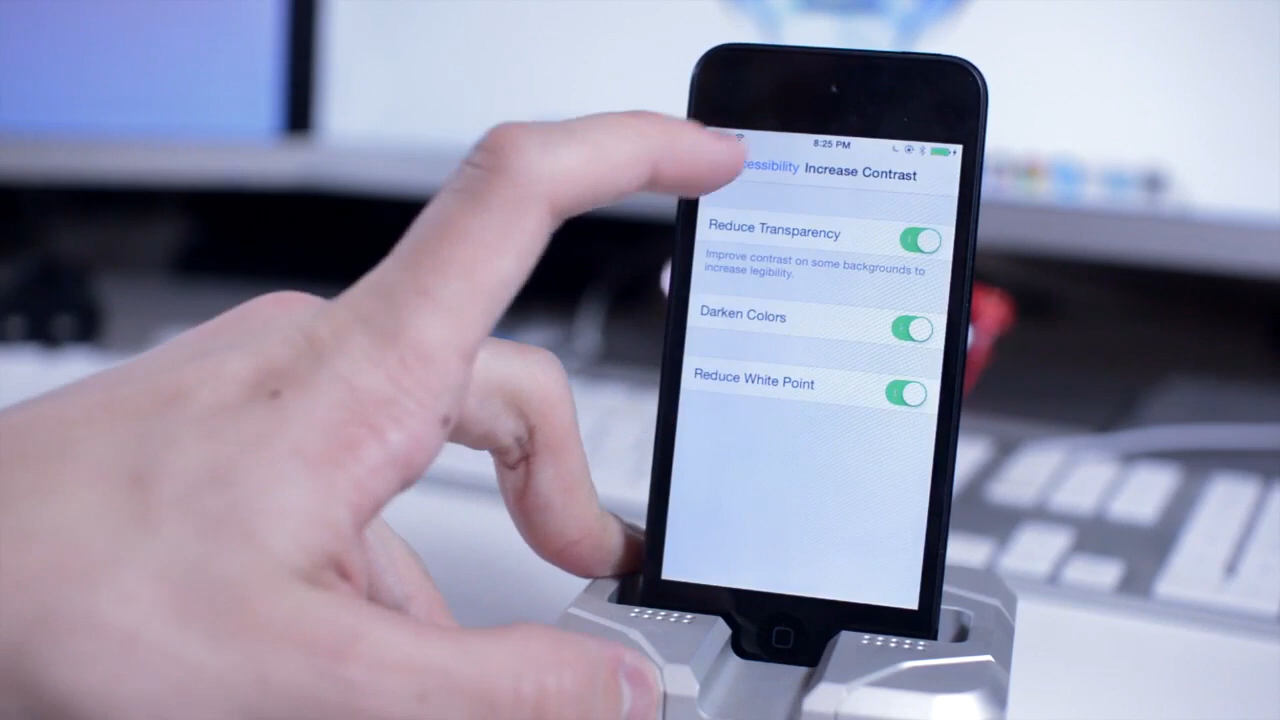 8:25 PM
cessibility Increase Contrast
Reduce Transparency
Improve contrast on some backgrounds to
increase legibility.
Darken Colors
Reduce White Point